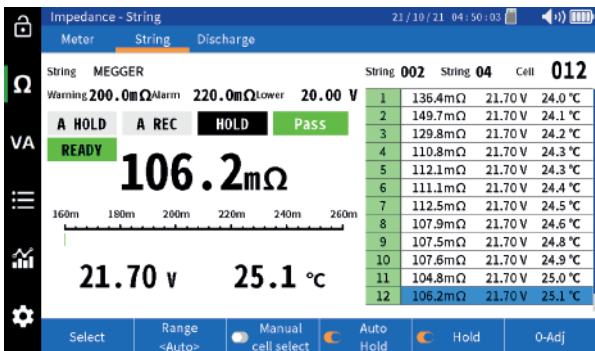 Impedance - String 21/10/21 04:50:03
Meter String Discharge
String MEGGER
Warning 200.0mΩ Alarm 220.0mΩ Lower 20.00 V
A HOLD A REC HOLD Pass
READY
106.2mΩ
160m 180m 200m 220m 240m 260m
21.70 V 25.1 °C
Ω
VA
String 002 String 04 Cell 012
1 136.4mΩ 21.70 V 24.0 °C
2 149.7mΩ 21.70 V 24.1 °C
3 129.8mΩ 21.70 V 24.2 °C
4 110.8mΩ 21.70 V 24.3 °C
5 112.1mΩ 21.70 V 24.3 °C
6 111.1mΩ 21.70 V 24.4 °C
7 112.5mΩ 21.70 V 24.5 °C
8 107.9mΩ 21.70 V 24.6 °C
9 107.5mΩ 21.70 V 24.8 °C
10 107.6mΩ 21.70 V 24.9 °C
11 104.8mΩ 21.70 V 25.0 °C
12 106.2mΩ 21.70 V 25.1 °C
Select
Range
<Auto>
Manual
cell select
Auto
Hold
Hold
0-Adj